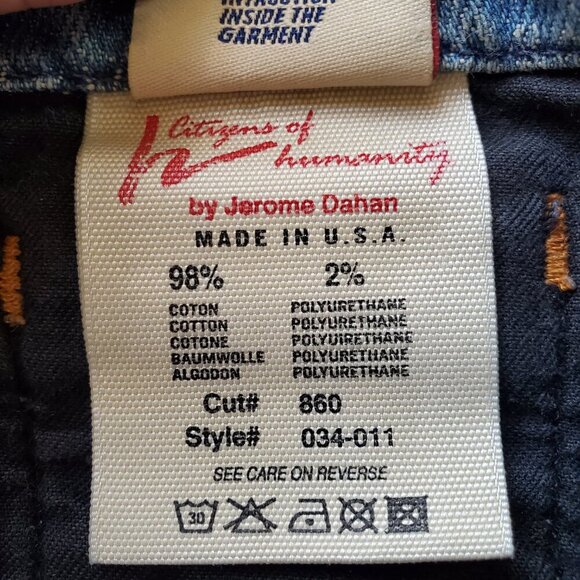 INSIDE THE
GARMENT
Citizens of
humanity
by Jerome Dahan
MADE IN U.S.A.
98% 2%
COTON POLYURETHANE
COTTON POLYURETHANE
COTONE POLYURETHANE
BAUMWOLLE POLYURETHANE
ALGODON POLYURETHANE
Cut# 860
Style# 034-011
SEE CARE ON REVERSE
30